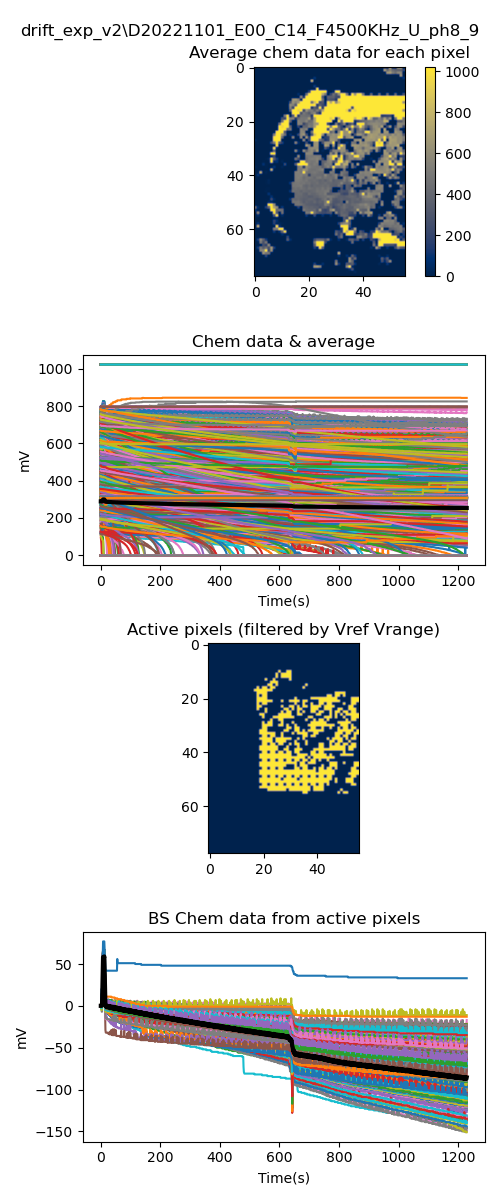 drift_exp_v2\D20221101_E00_C14_F4500KHz_U_ph8_9
Average chem data for each pixel
0
20
40
60
0 20 40
1000
800
600
400
200
0
Chem data & average
mV
1000
800
600
400
200
0
0 200 400 600 800 1000 1200
Time(s)
Active pixels (filtered by Vref Vrange)
0
20
40
60
0 20 40
BS Chem data from active pixels
mV
50
0
−50
−100
−150
0 200 400 600 800 1000 1200
Time(s)